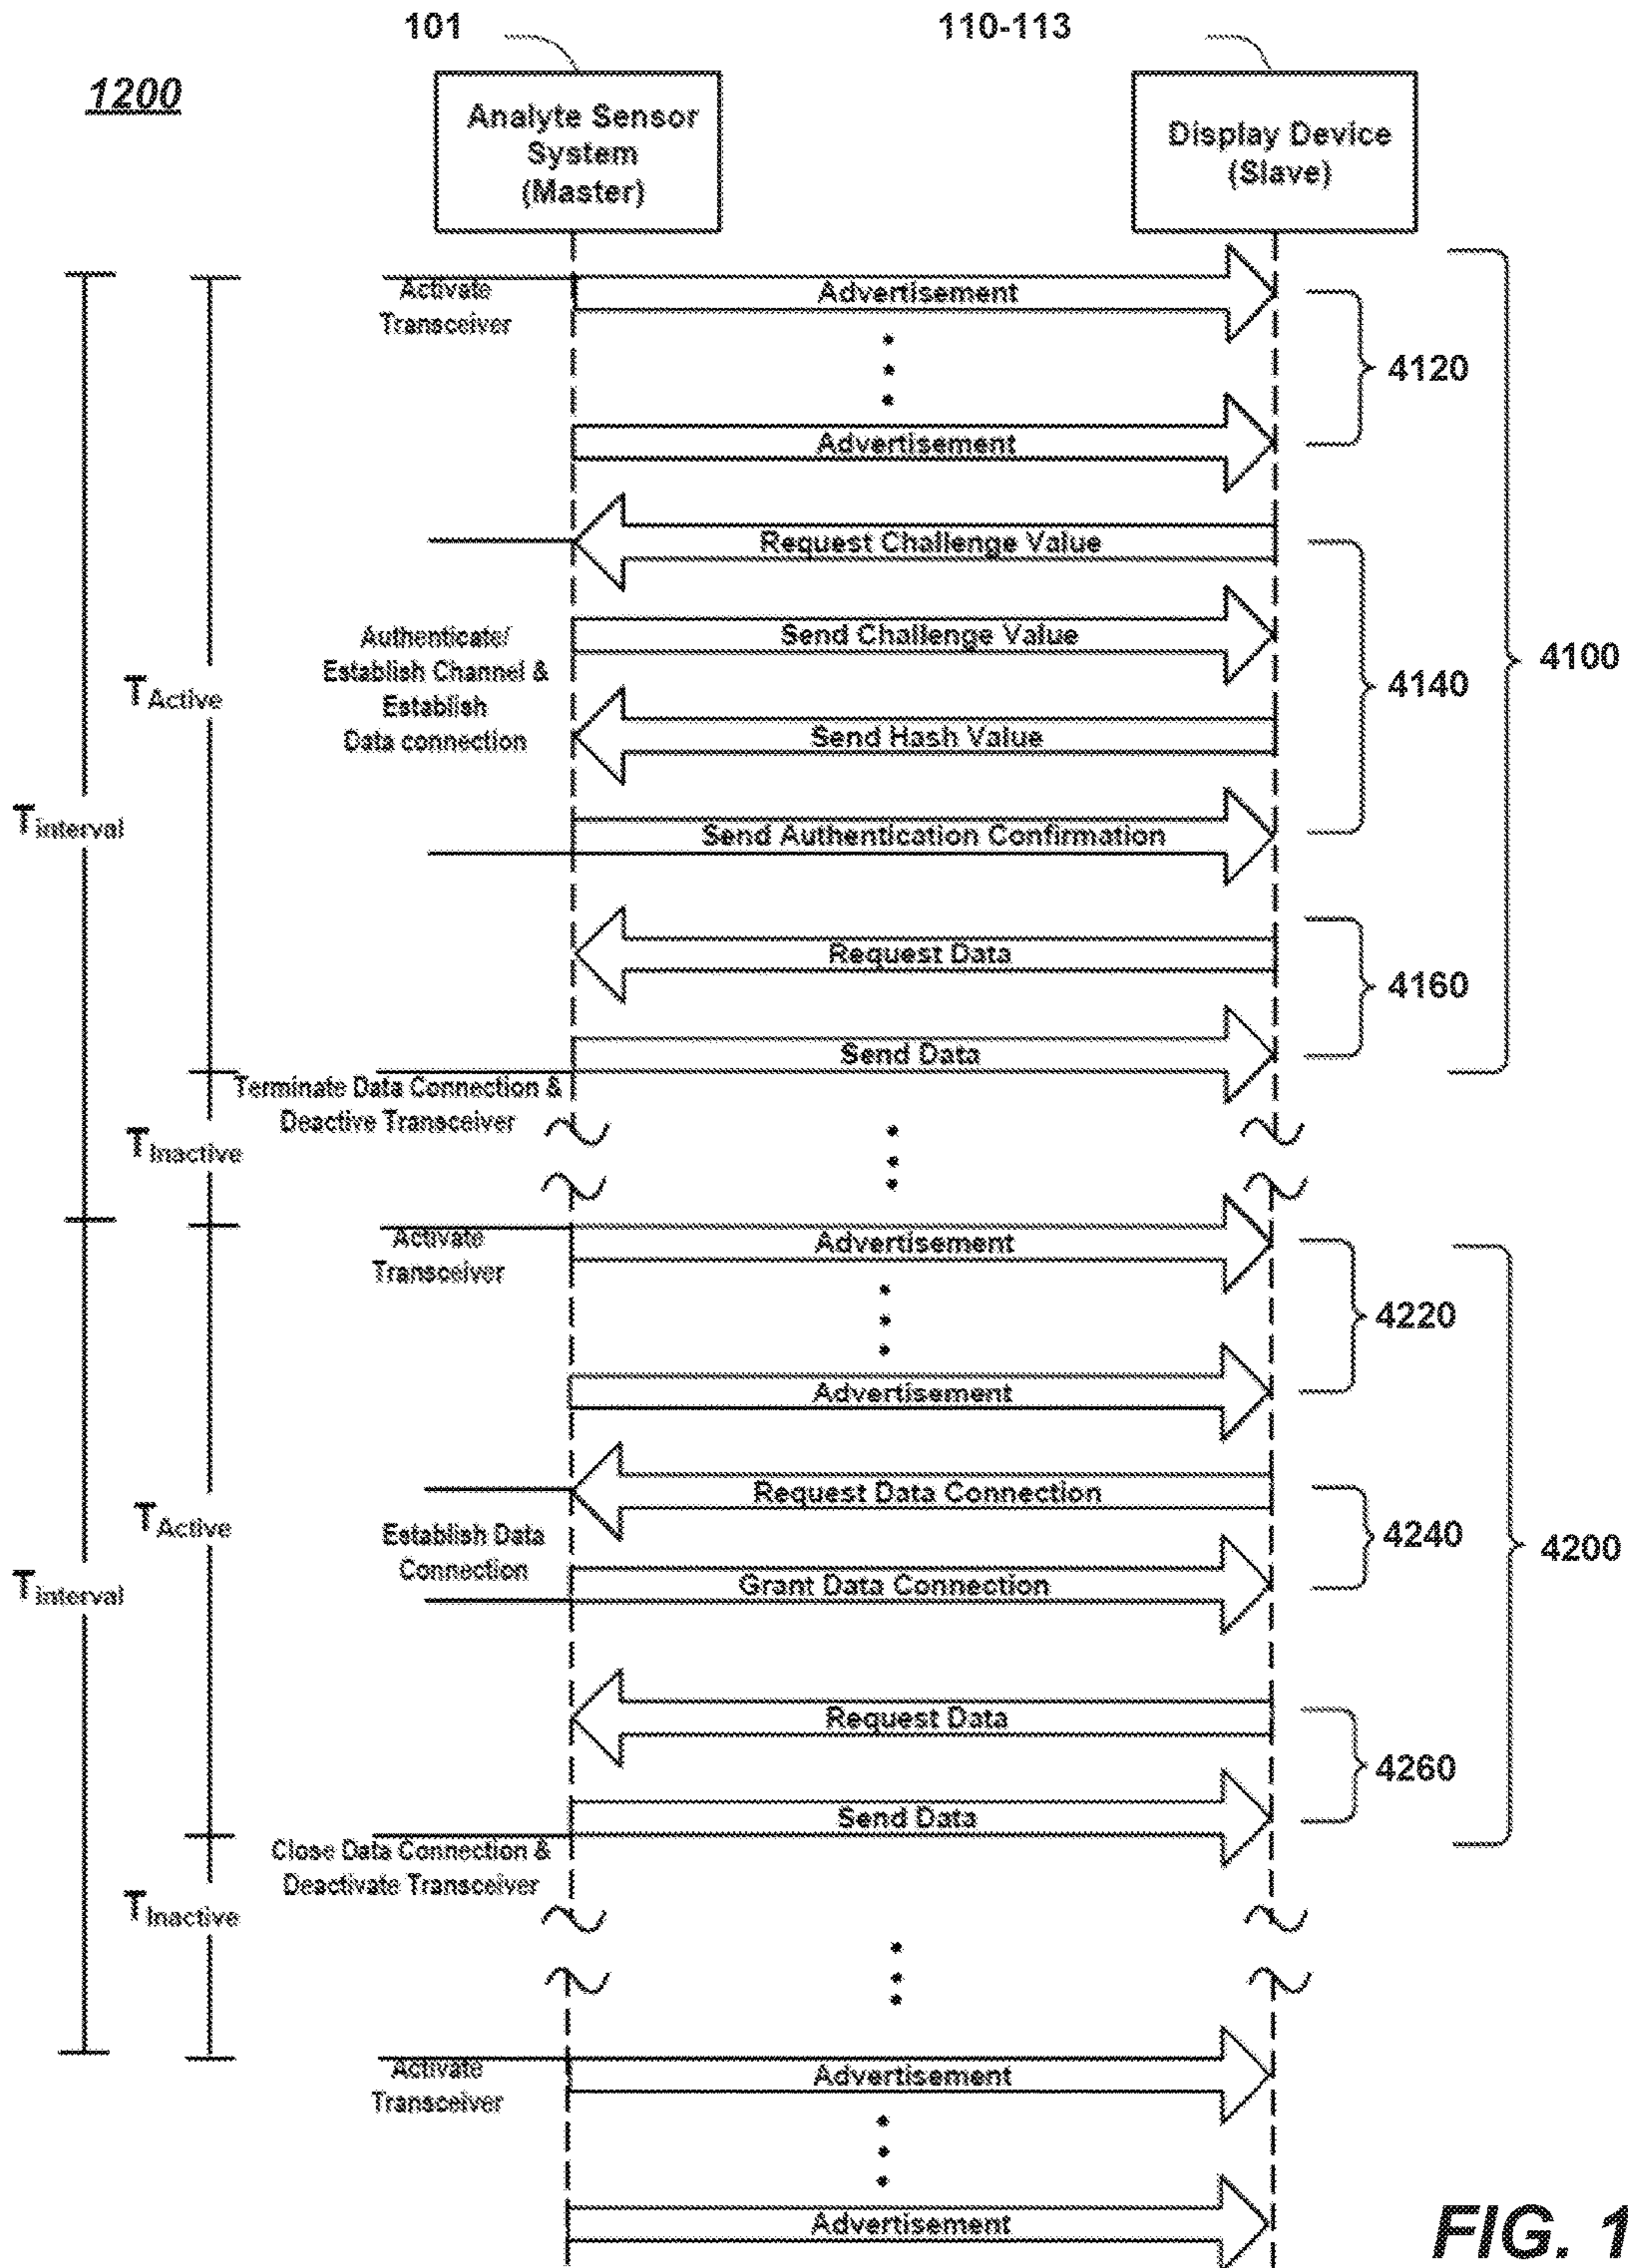 101
110-113
1200
Analyte Sensor
System
(Master)
Display Device
(Slave)
Activate
Transceiver
Advertisement
4120
Advertisement
Request Challenge Value
Authenticate/
Establish Channel &
Establish
Data connection
Send Challenge Value
4140
4100
TActive
Send Hash Value
Tinterval
Send Authentication Confirmation
Request Data
4160
Send Data
Terminate Data Connection &
Deactive Transceiver
TInactive
Activate
Transceiver
Advertisement
4220
Advertisement
Request Data Connection
TActive
Establish Data
Connection
4240
4200
Tinterval
Grant Data Connection
Request Data
4260
Send Data
Close Data Connection &
Deactivate Transceiver
TInactive
Activate
Transceiver
Advertisement
Advertisement
FIG. 1